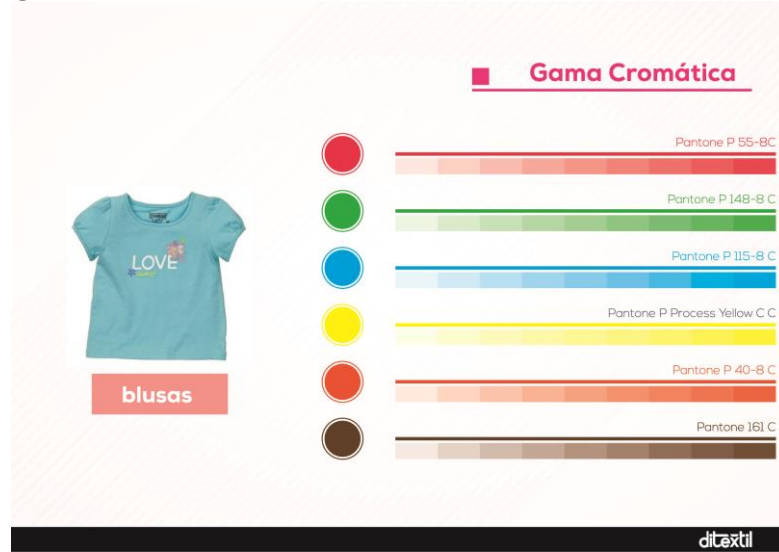 Gama Cromática
Pantone P 55-8C
Pantone P 148-8 C
Pantone P 115-8 C
Pantone P Process Yellow C C
Pantone P 40-8 C
Pantone 161 C
LOVE
blusas
ditextil